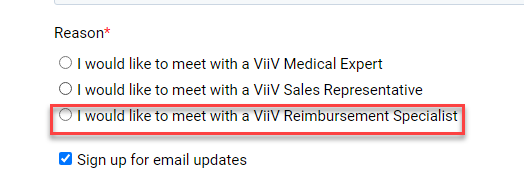 Reason*
I would like to meet with a ViiV Medical Expert
I would like to meet with a ViiV Sales Representative
I would like to meet with a ViiV Reimbursement Specialist
Sign up for email updates